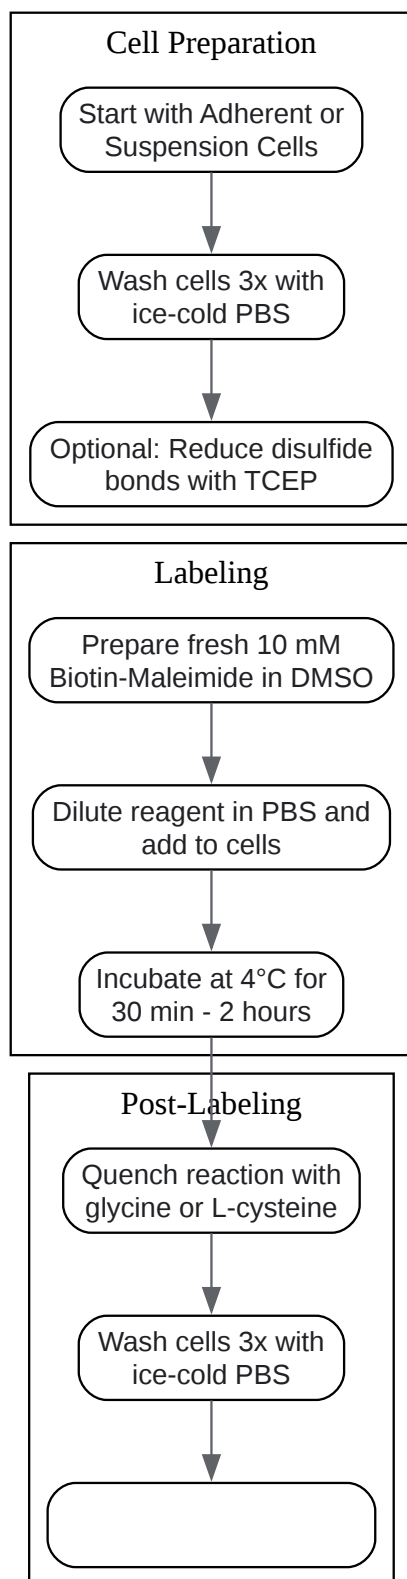 Cell Preparation
Start with Adherent or
Suspension Cells
Wash cells 3x with
ice-cold PBS
Optional: Reduce disulfide
bonds with TCEP
Labeling
Prepare fresh 10 mM
Biotin-Maleimide in DMSO
Dilute reagent in PBS and
add to cells
Incubate at 4°C for
30 min - 2 hours
Post-Labeling
Quench reaction with
glycine or L-cysteine
Wash cells 3x with
ice-cold PBS